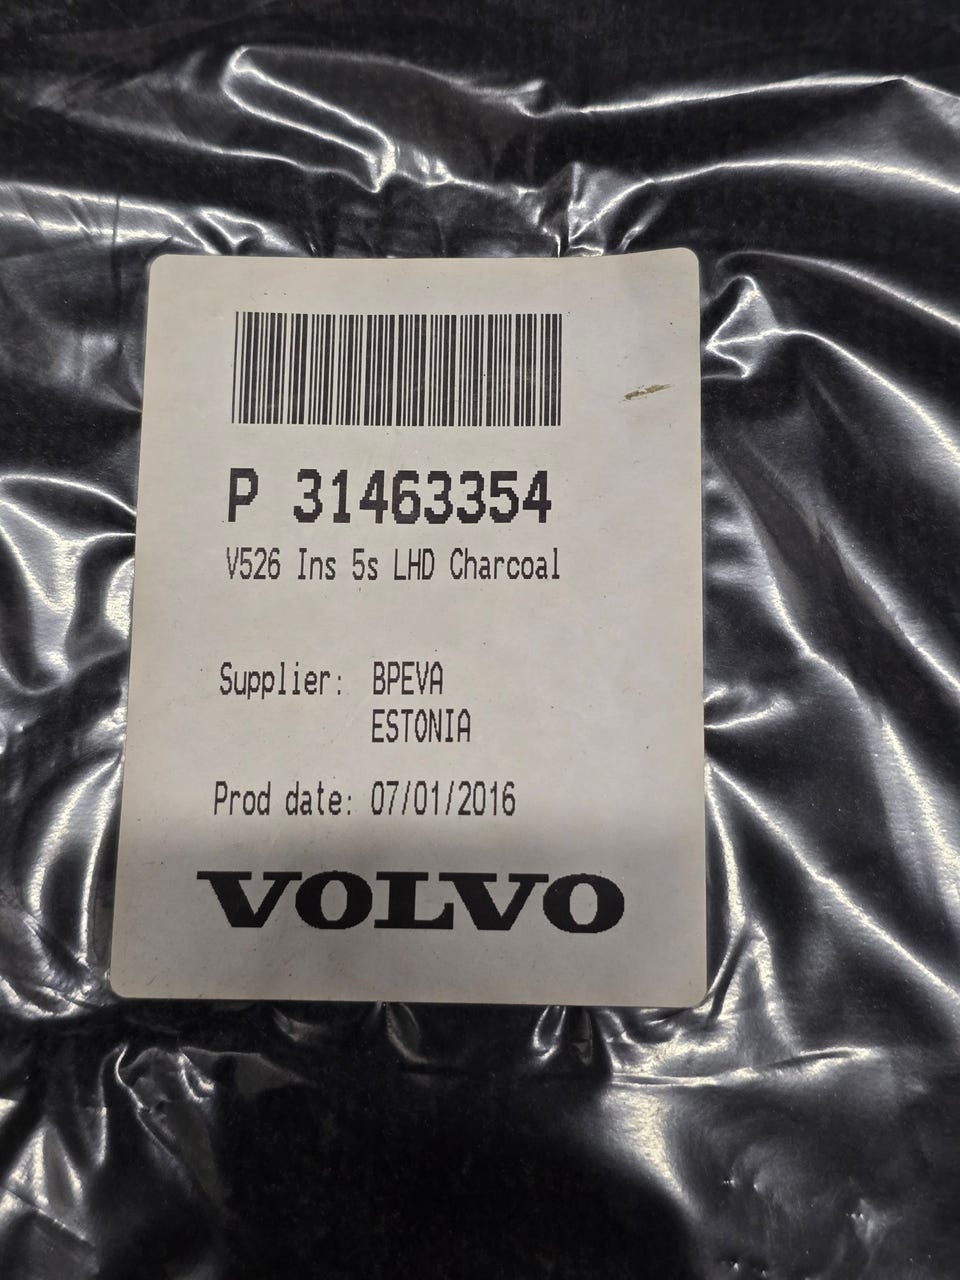 P 31463354
V526 Ins 5s LHD Charcoal
Supplier: BPEVA
ESTONIA
Prod date: 07/01/2016
VOLVO